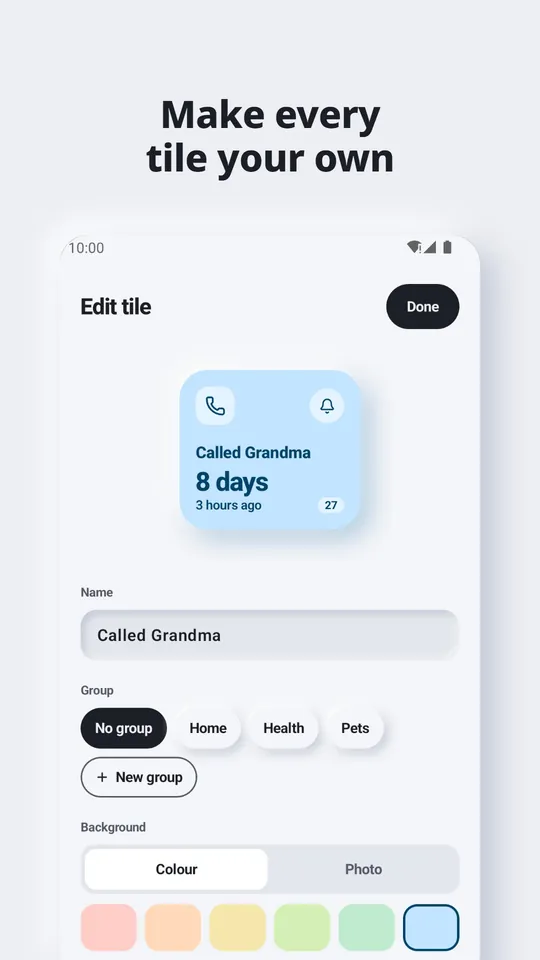 Make every
tile your own
10:00
Edit tile
Done
Called Grandma
8 days
3 hours ago
27
Name
Called Grandma
Group
No group
Home
Health
Pets
+ New group
Background
Colour
Photo